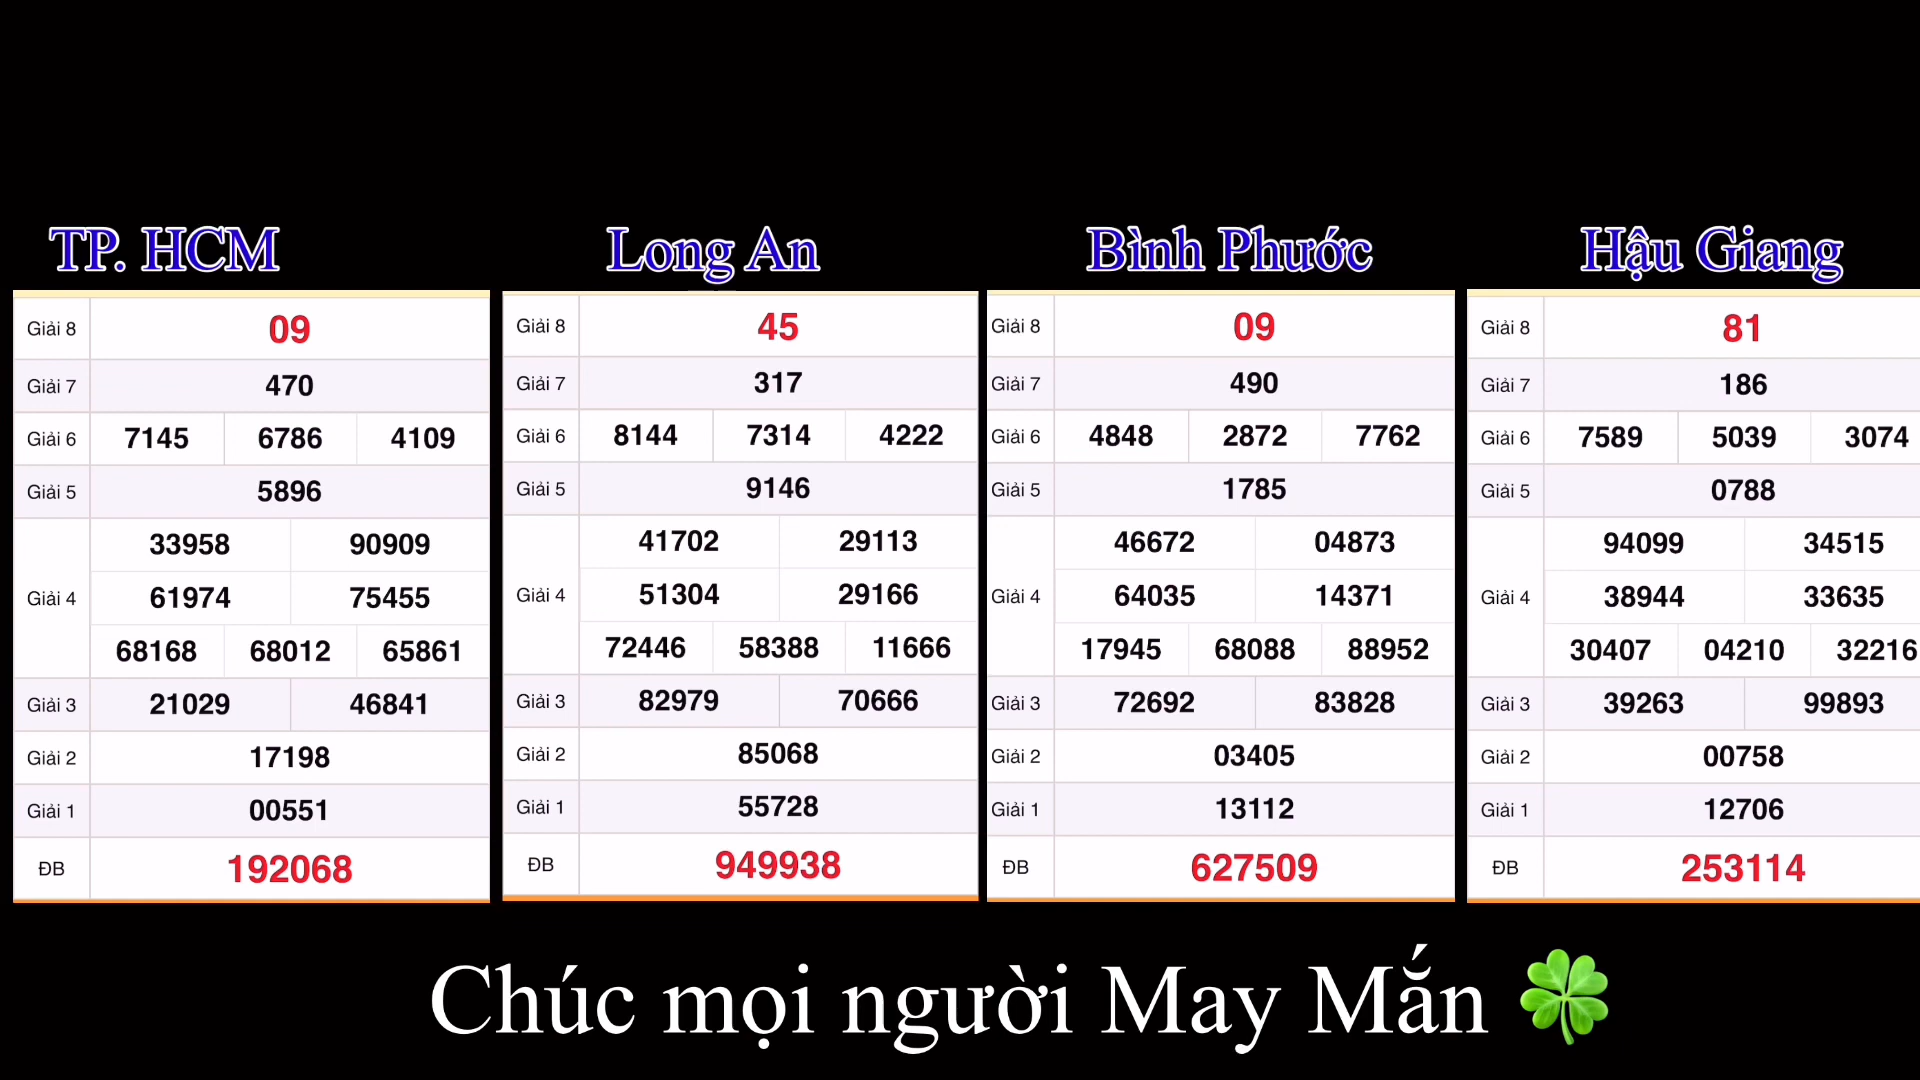 TP. HCM
Giải 8 09
Giải 7 470
Giải 6 7145 6786 4109
Giải 5 5896
33958 90909
Giải 4 61974 75455
68168 68012 65861
Giải 3 21029 46841
Giải 2 17198
Giải 1 00551
ĐB 192068
Long An
Giải 8 45
Giải 7 317
Giải 6 8144 7314 4222
Giải 5 9146
41702 29113
Giải 4 51304 29166
72446 58388 11666
Giải 3 82979 70666
Giải 2 85068
Giải 1 55728
ĐB 949938
Bình Phước
Giải 8 09
Giải 7 490
Giải 6 4848 2872 7762
Giải 5 1785
46672 04873
Giải 4 64035 14371
17945 68088 88952
Giải 3 72692 83828
Giải 2 03405
Giải 1 13112
ĐB 627509
Hậu Giang
Giải 8 81
Giải 7 186
Giải 6 7589 5039 3074
Giải 5 0788
94099 34515
Giải 4 38944 33635
30407 04210 32216
Giải 3 39263 99893
Giải 2 00758
Giải 1 12706
ĐB 253114
Chúc mọi người May Mắn 🍀